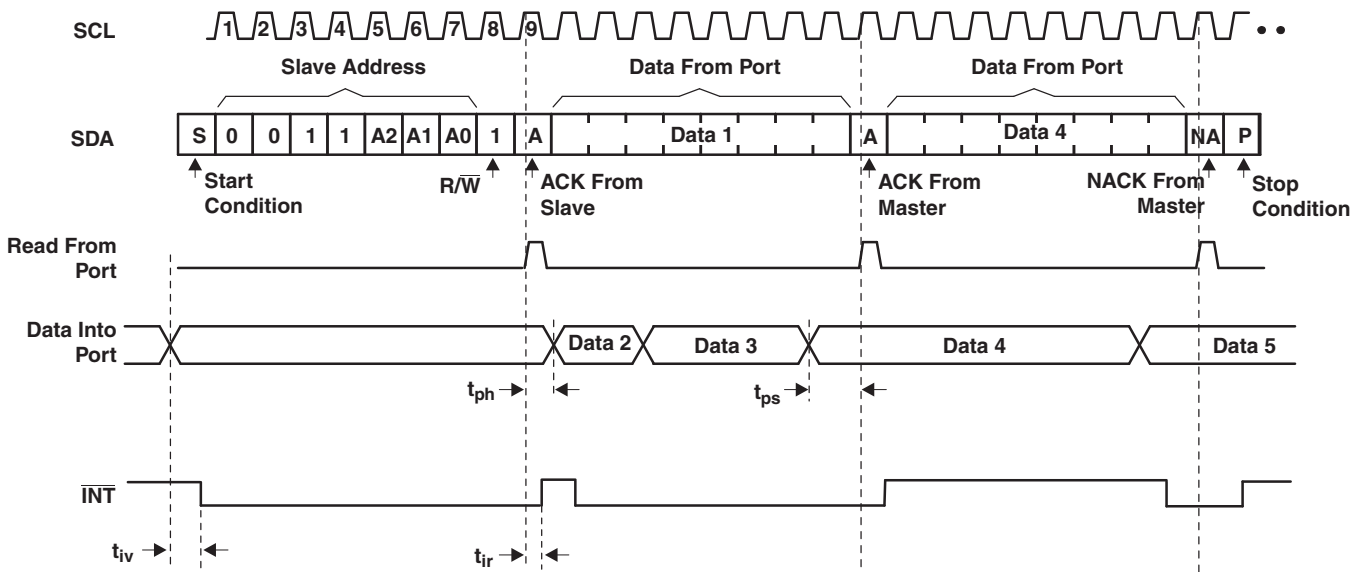 SCL 1 2 3 4 5 6 7 8 9
Slave Address Data From Port Data From Port
SDA S 0 0 1 1 A2 A1 A0 1 A Data 1 A Data 4 NA P
Start
Condition
R/W̅
ACK From
Slave
ACK From
Master
NACK From
Master
Stop
Condition
Read From
Port
Data Into
Port
Data 2 Data 3 Data 4 Data 5
tph tps
I̅N̅T̅
tiv tir